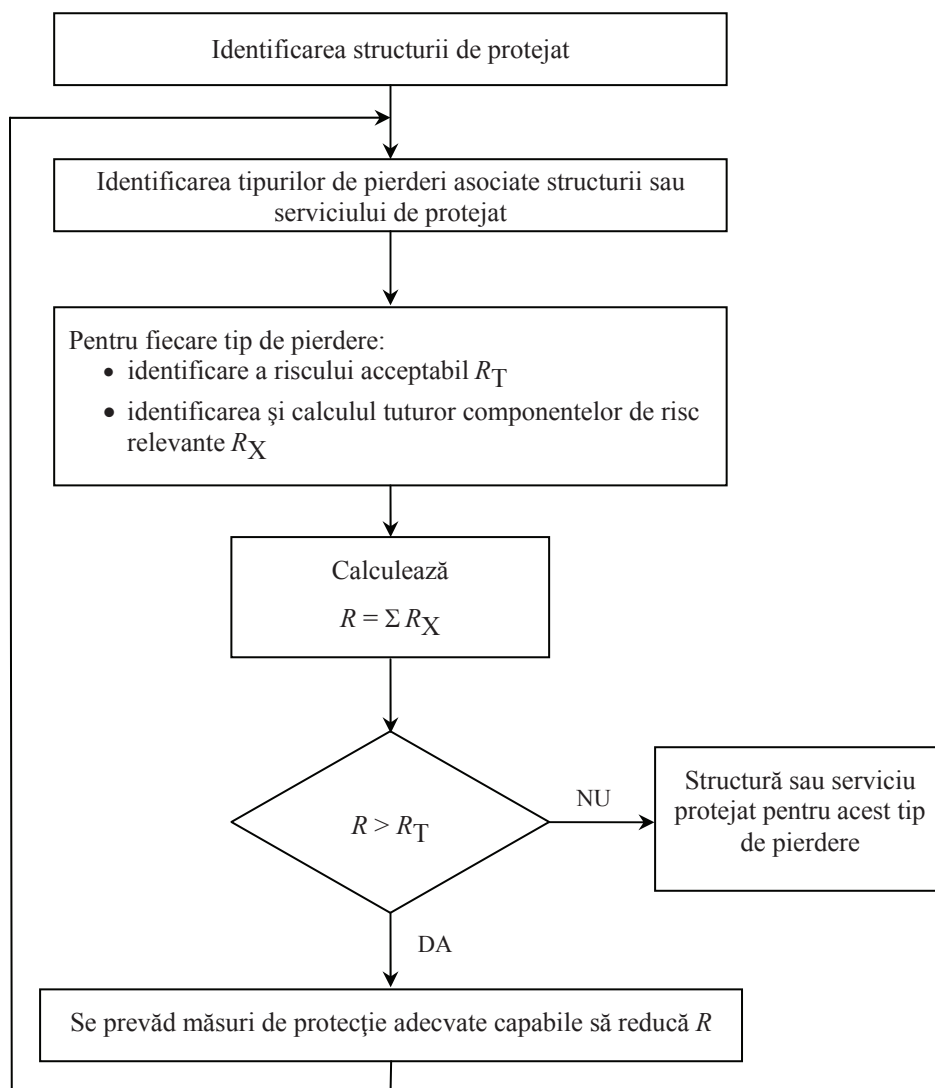 Identificarea structurii de protejat
Identificarea tipurilor de pierderi asociate structurii sau
serviciului de protejat
Pentru fiecare tip de pierdere:
• identificare a riscului acceptabil RT
• identificarea şi calculul tuturor componentelor de risc
relevante RX
Calculează
R = Σ RX
R > RT
NU
Structură sau serviciu
protejat pentru acest tip
de pierdere
DA
Se prevăd măsuri de protecţie adecvate capabile să reducă R